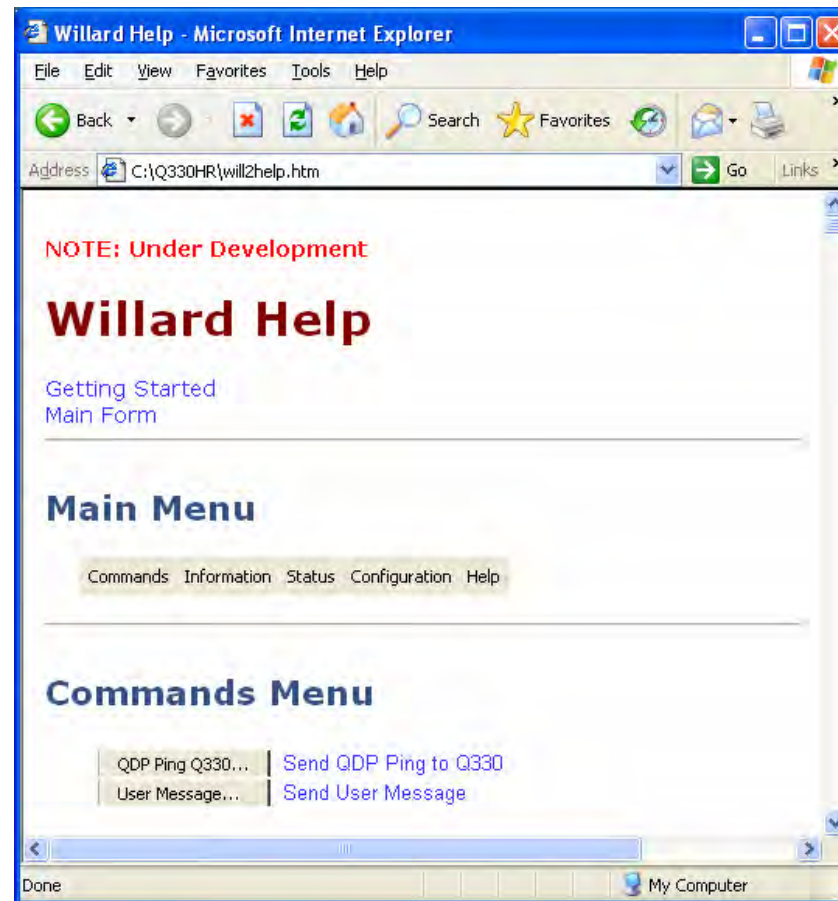 Willard Help - Microsoft Internet Explorer
File Edit View Favorites Tools Help
Back Search Favorites
Address C:\Q330HR\will2help.htm Go Links
NOTE: Under Development
Willard Help
Getting Started
Main Form
Main Menu
Commands Information Status Configuration Help
Commands Menu
QDP Ping Q330... Send QDP Ping to Q330
User Message... Send User Message
Done My Computer